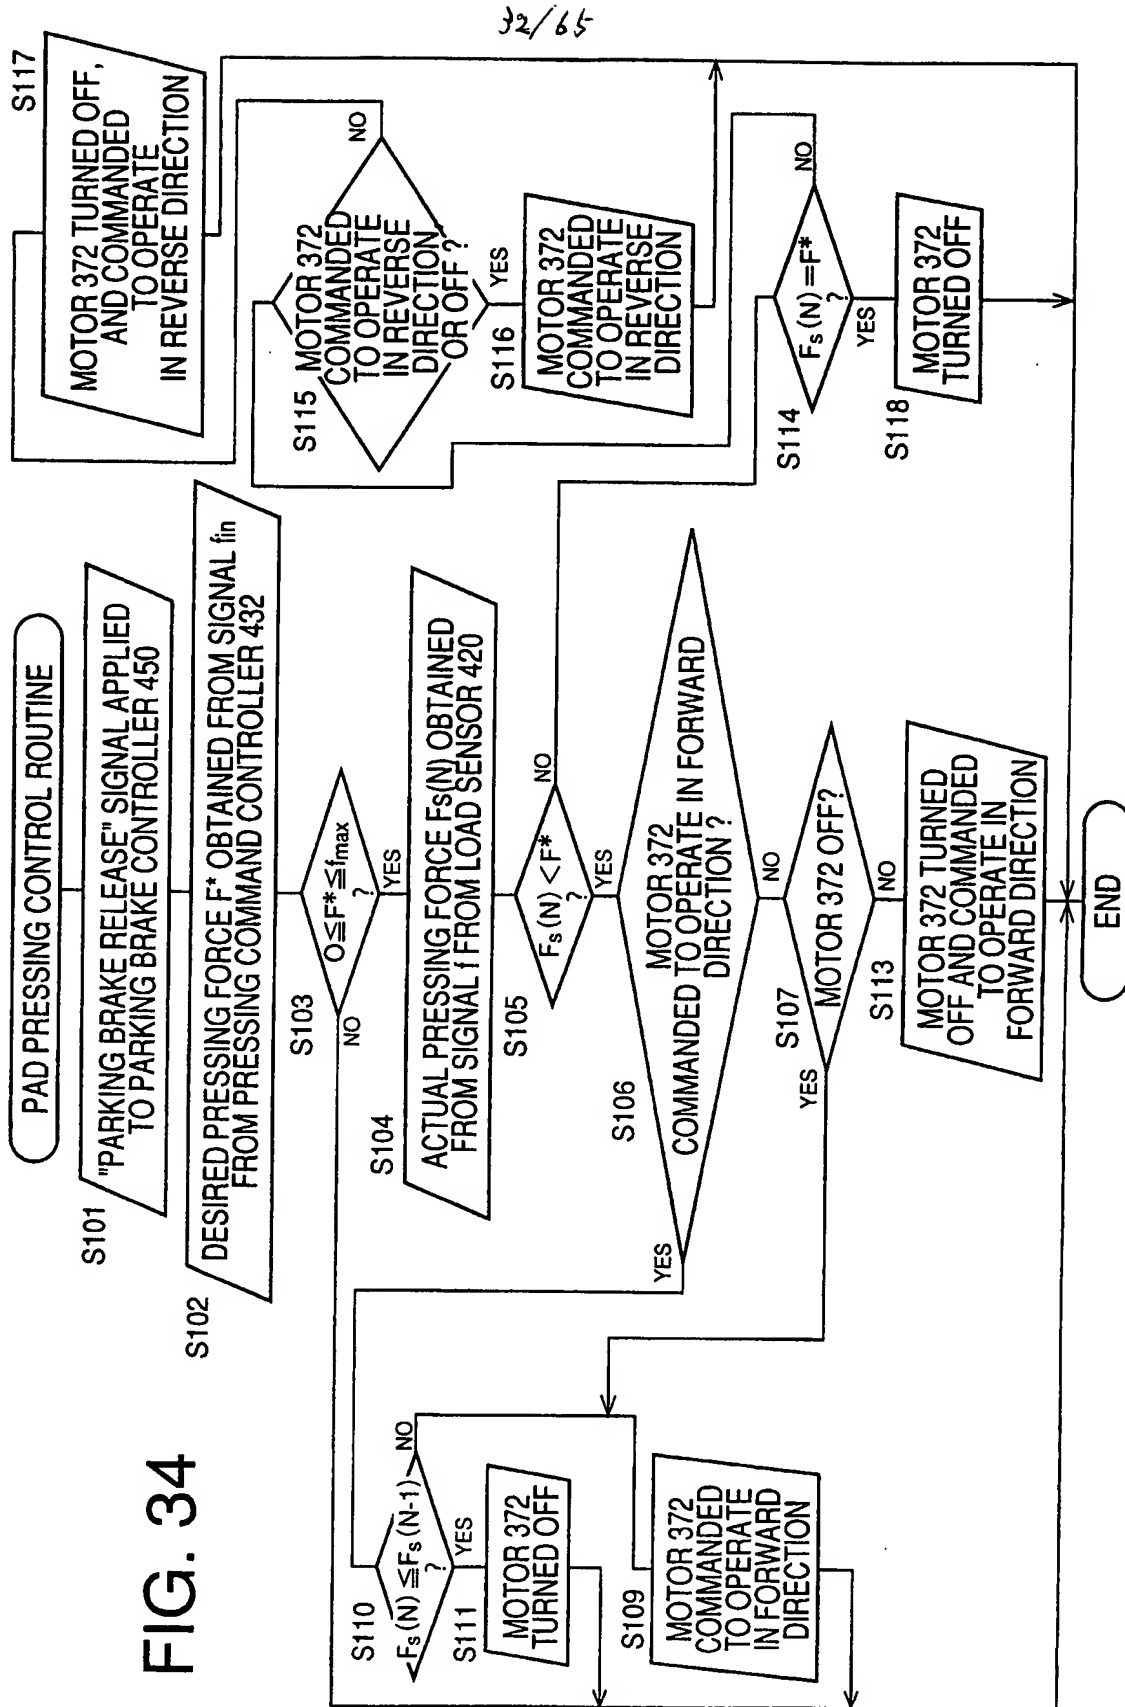 32/65
FIG. 34
PAD PRESSING CONTROL ROUTINE
S101
"PARKING BRAKE RELEASE" SIGNAL APPLIED
TO PARKING BRAKE CONTROLLER 450
S102
DESIRED PRESSING FORCE F* OBTAINED FROM SIGNAL fin
FROM PRESSING COMMAND CONTROLLER 432
S103
O≦F*≦fmax
?
NO
YES
S104
ACTUAL PRESSING FORCE Fs(N) OBTAINED
FROM SIGNAL f FROM LOAD SENSOR 420
S105
Fs(N) <F*
?
NO
YES
S106
MOTOR 372
COMMANDED TO OPERATE IN FORWARD
DIRECTION ?
YES
NO
S107
MOTOR 372 OFF?
YES
NO
S113
MOTOR 372 TURNED
OFF AND COMMANDED
TO OPERATE IN
FORWARD DIRECTION
END
S110
Fs(N) ≦Fs(N-1)
?
NO
YES
S111
MOTOR 372
TURNED OFF
S109
MOTOR 372
COMMANDED
TO OPERATE
IN FORWARD
DIRECTION
S114
Fs(N) =F*
?
NO
YES
S118
MOTOR 372
TURNED OFF
S115
MOTOR 372
COMMANDED
TO OPERATE
IN REVERSE
DIRECTION
OR OFF ?
NO
YES
S116
MOTOR 372
COMMANDED
TO OPERATE
IN REVERSE
DIRECTION
S117
MOTOR 372 TURNED OFF,
AND COMMANDED
TO OPERATE
IN REVERSE DIRECTION